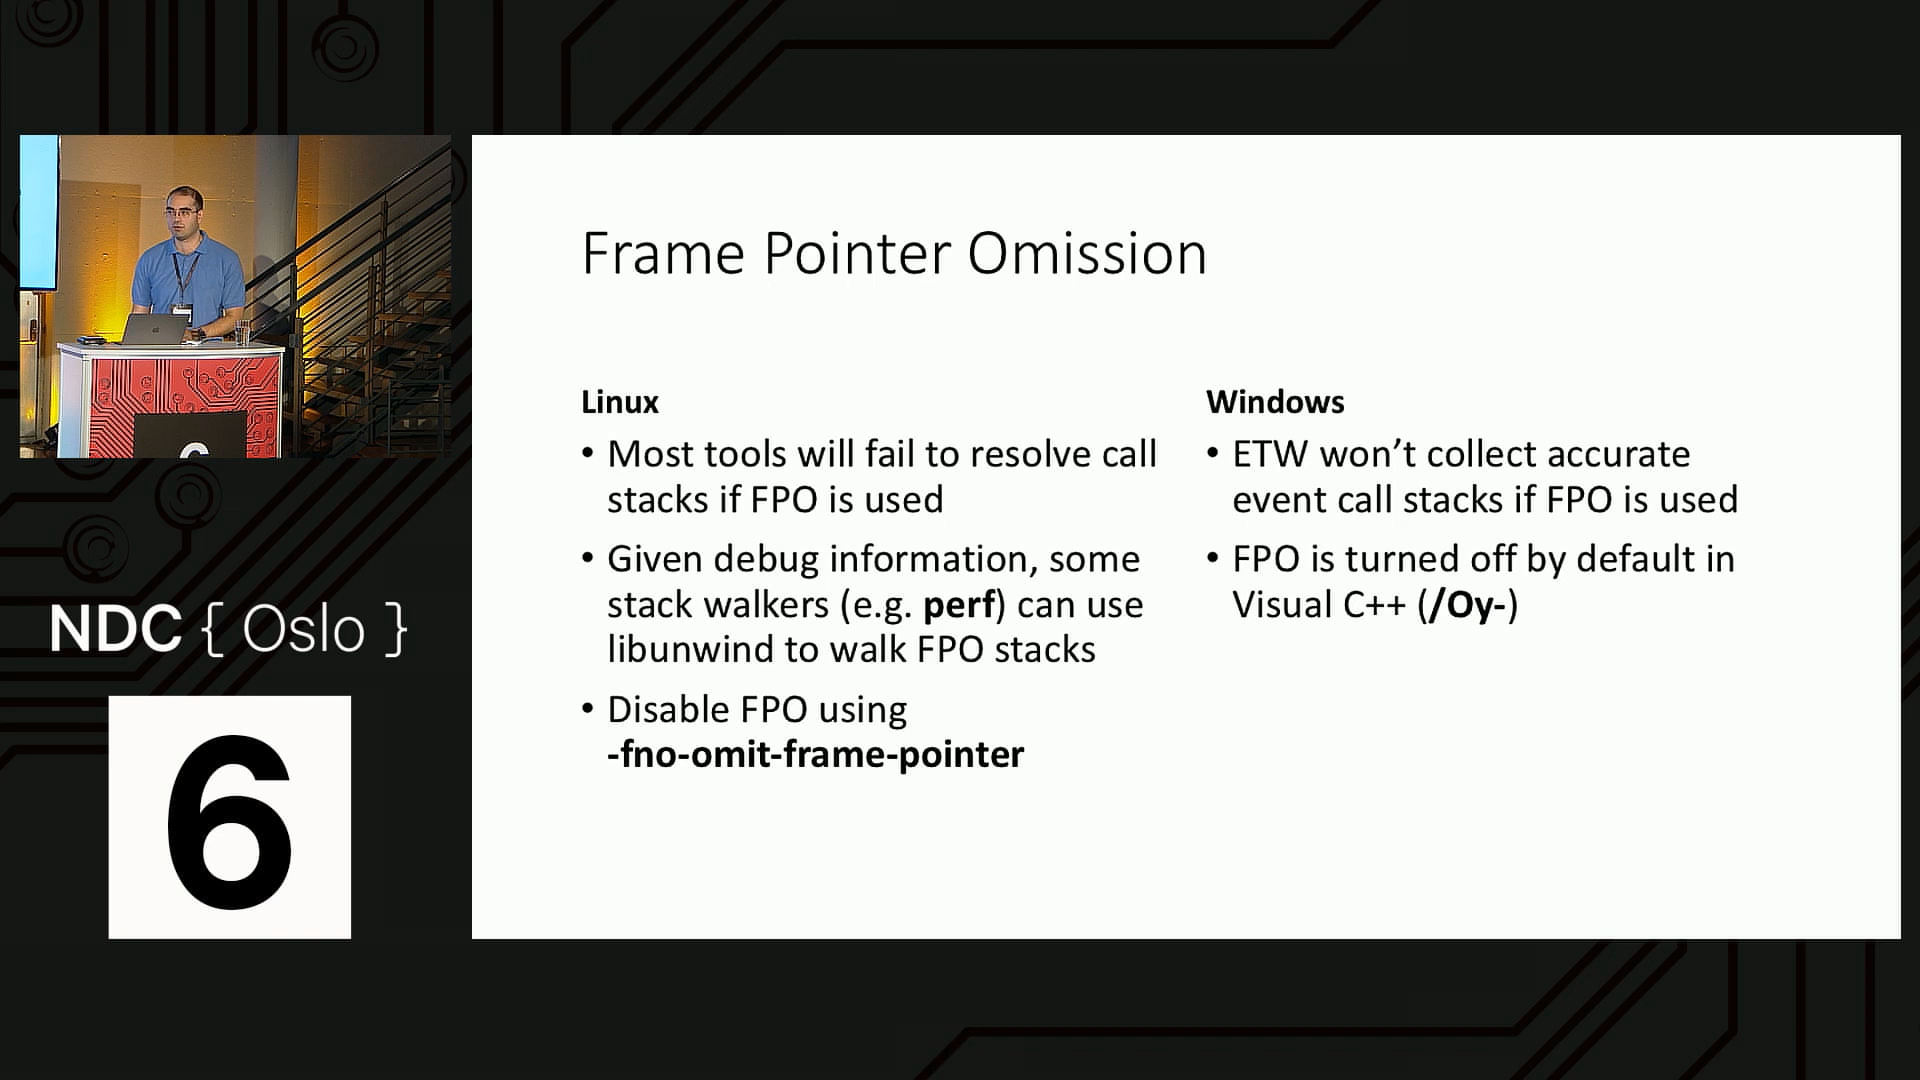 Frame Pointer Omission
Linux
• Most tools will fail to resolve call
stacks if FPO is used
• Given debug information, some
stack walkers (e.g. perf) can use
libunwind to walk FPO stacks
• Disable FPO using
-fno-omit-frame-pointer
Windows
• ETW won’t collect accurate
event call stacks if FPO is used
• FPO is turned off by default in
Visual C++ (/Oy-)
NDC { Oslo }
6